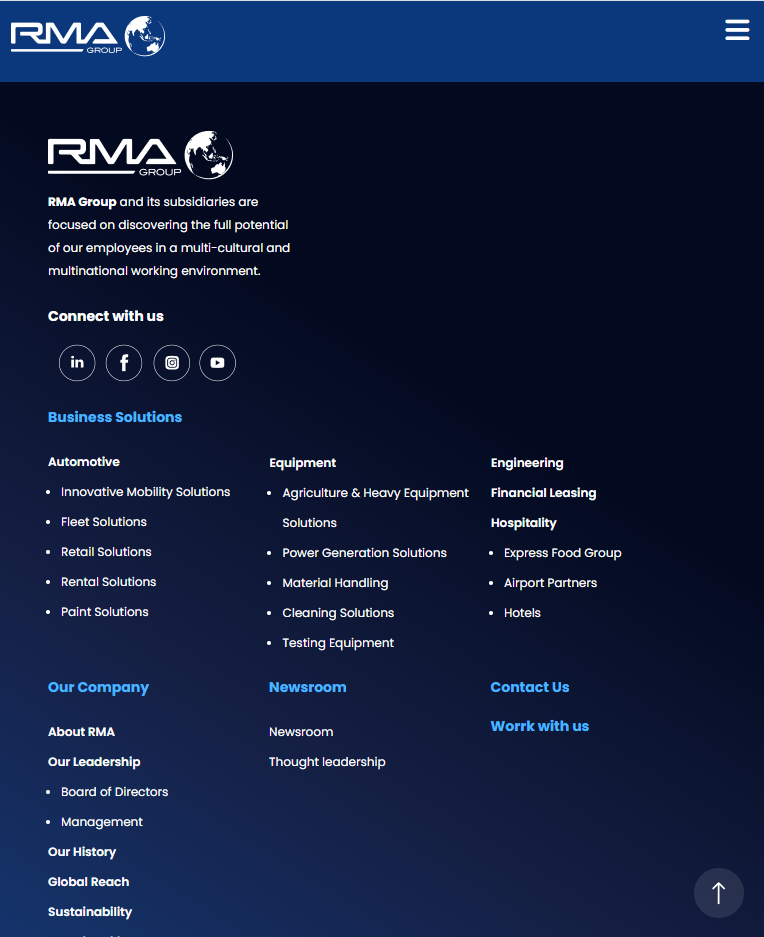 RMA
GROUP
RMA
GROUP
RMA Group and its subsidiaries are
focused on discovering the full potential
of our employees in a multi-cultural and
multinational working environment.
Connect with us
in
f
Business Solutions
Automotive
Innovative Mobility Solutions
Fleet Solutions
Retail Solutions
Rental Solutions
Paint Solutions
Equipment
Agriculture & Heavy Equipment
Solutions
Power Generation Solutions
Material Handling
Cleaning Solutions
Testing Equipment
Engineering
Financial Leasing
Hospitality
Express Food Group
Airport Partners
Hotels
Our Company
About RMA
Our Leadership
Board of Directors
Management
Our History
Global Reach
Sustainability
Newsroom
Newsroom
Thought leadership
Contact Us
Worrk with us